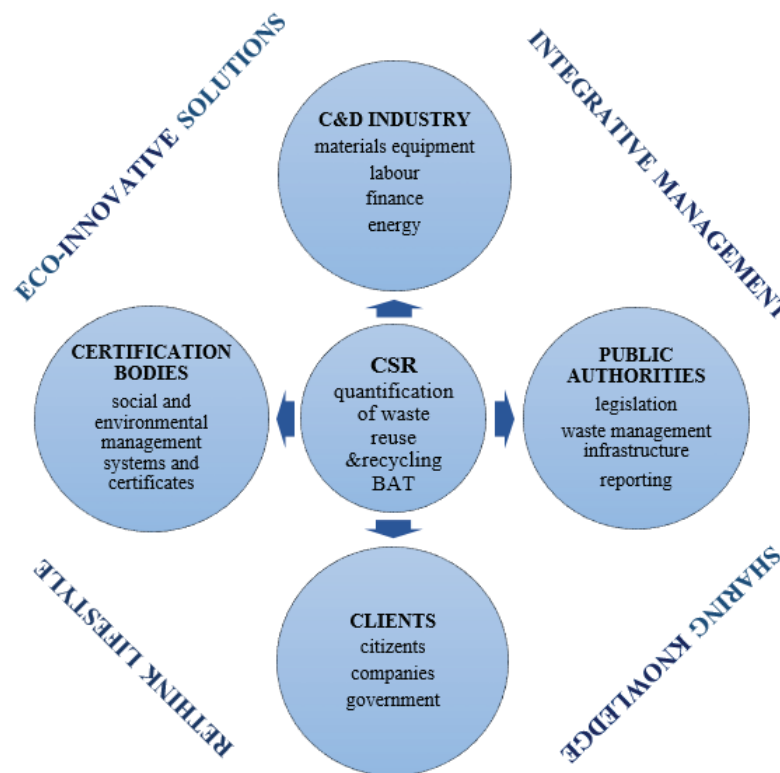 ECO-INNOVATIVE SOLUTIONS
INTEGRATIVE MANAGEMENT
C&D INDUSTRY
materials equipment
labour
finance
energy
CERTIFICATION
BODIES
social and
environmental
management
systems and
certificates
CSR
quantification
of waste
reuse
&recycling
BAT
PUBLIC
AUTHORITIES
legislation
waste management
infrastructure
reporting
CLIENTS
citizents
companies
government
RETHINK LIFESTYLE
SHARING KNOWLEDGE